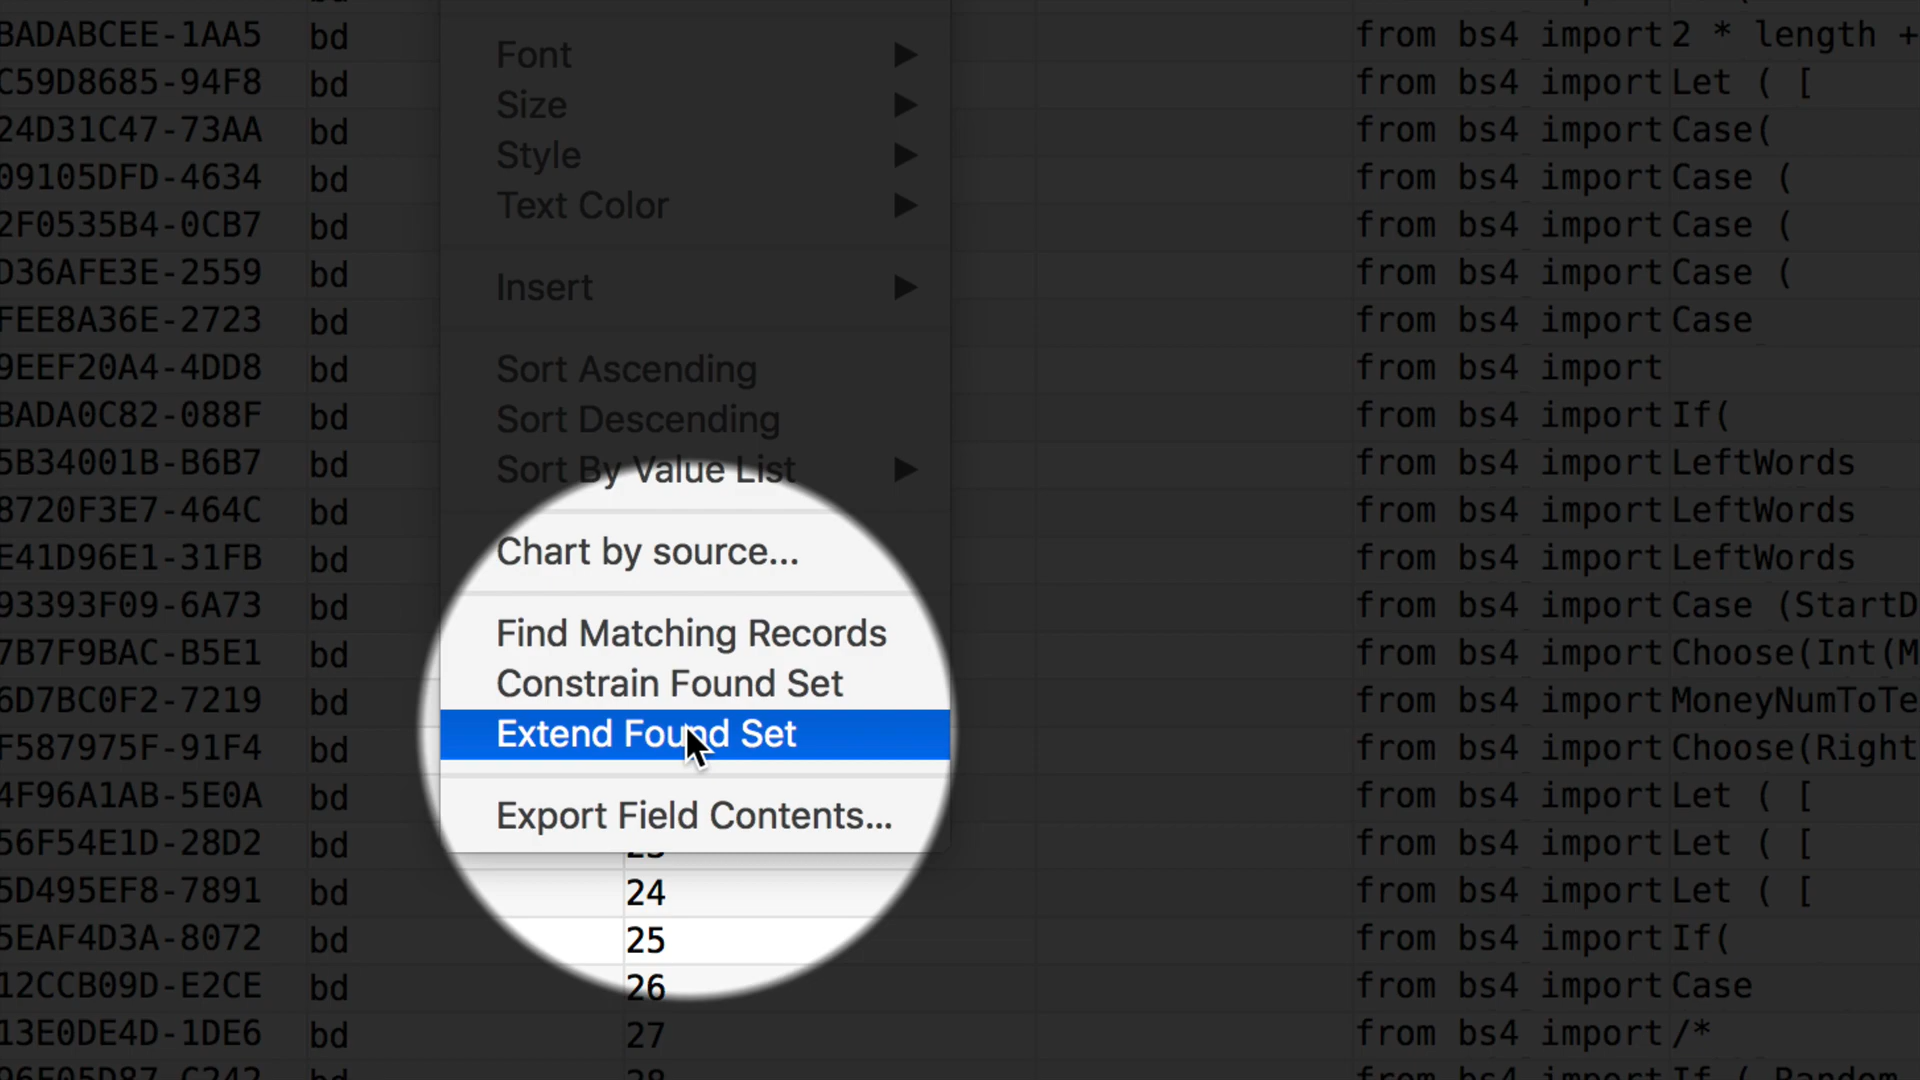 BADABCEE-1AA5 bd from bs4 import 2 * length +
Font
C59D8685-94F8 bd from bs4 import Let ( [
Size
24D31C47-73AA bd from bs4 import Case(
Style
09105DFD-4634 bd from bs4 import Case (
Text Color
2F0535B4-0CB7 bd from bs4 import Case (
D36AFE3E-2559 bd from bs4 import Case (
Insert
FEE8A36E-2723 bd from bs4 import Case
9EEF20A4-4DD8 bd from bs4 import
Sort Ascending
BADA0C82-088F bd from bs4 import If(
Sort Descending
5B34001B-B6B7 bd from bs4 import LeftWords
Sort By Value List
8720F3E7-464C bd from bs4 import LeftWords
E41D96E1-31FB bd from bs4 import LeftWords
Chart by source...
93393F09-6A73 bd from bs4 import Case (StartD
Find Matching Records
7B7F9BAC-B5E1 bd from bs4 import Choose(Int(M
Constrain Found Set
6D7BC0F2-7219 bd from bs4 import MoneyNumToTe
Extend Found Set
F587975F-91F4 bd from bs4 import Choose(Right
4F96A1AB-5E0A bd from bs4 import Let ( [
Export Field Contents...
56F54E1D-28D2 bd from bs4 import Let ( [
5D495EF8-7891 bd 24 from bs4 import Let ( [
5EAF4D3A-8072 bd 25 from bs4 import If(
12CCB09D-E2CE bd 26 from bs4 import Case
13E0DE4D-1DE6 bd 27 from bs4 import /*
96F05D87-C242 bd 28 from bs4 import If ( Random